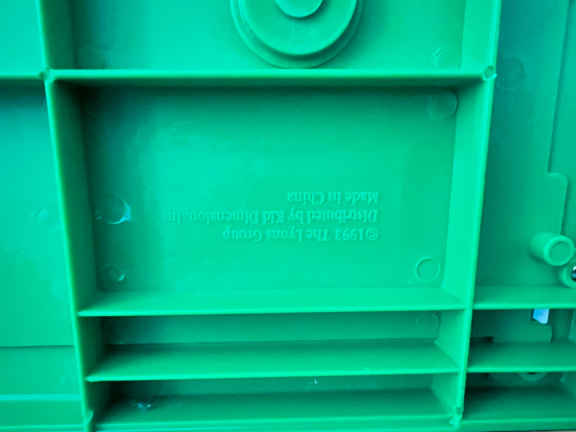 ©1993 The Lyons Group
Distributed by Kid Dimension, Inc
Made in China